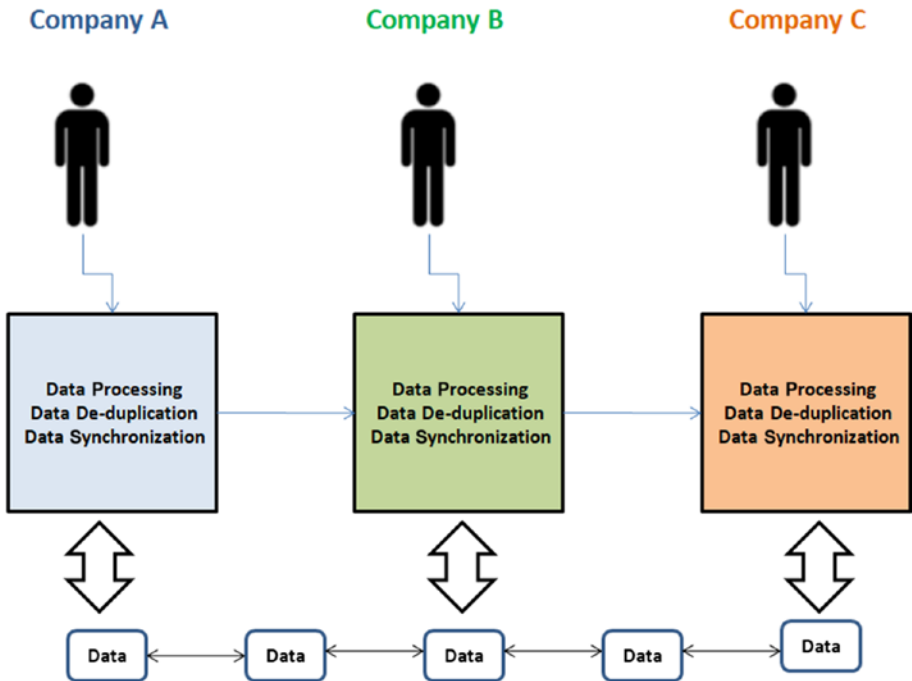 Company A
Company B
Company C
Data Processing
Data De-duplication
Data Synchronization
Data Processing
Data De-duplication
Data Synchronization
Data Processing
Data De-duplication
Data Synchronization
Data
Data
Data
Data
Data